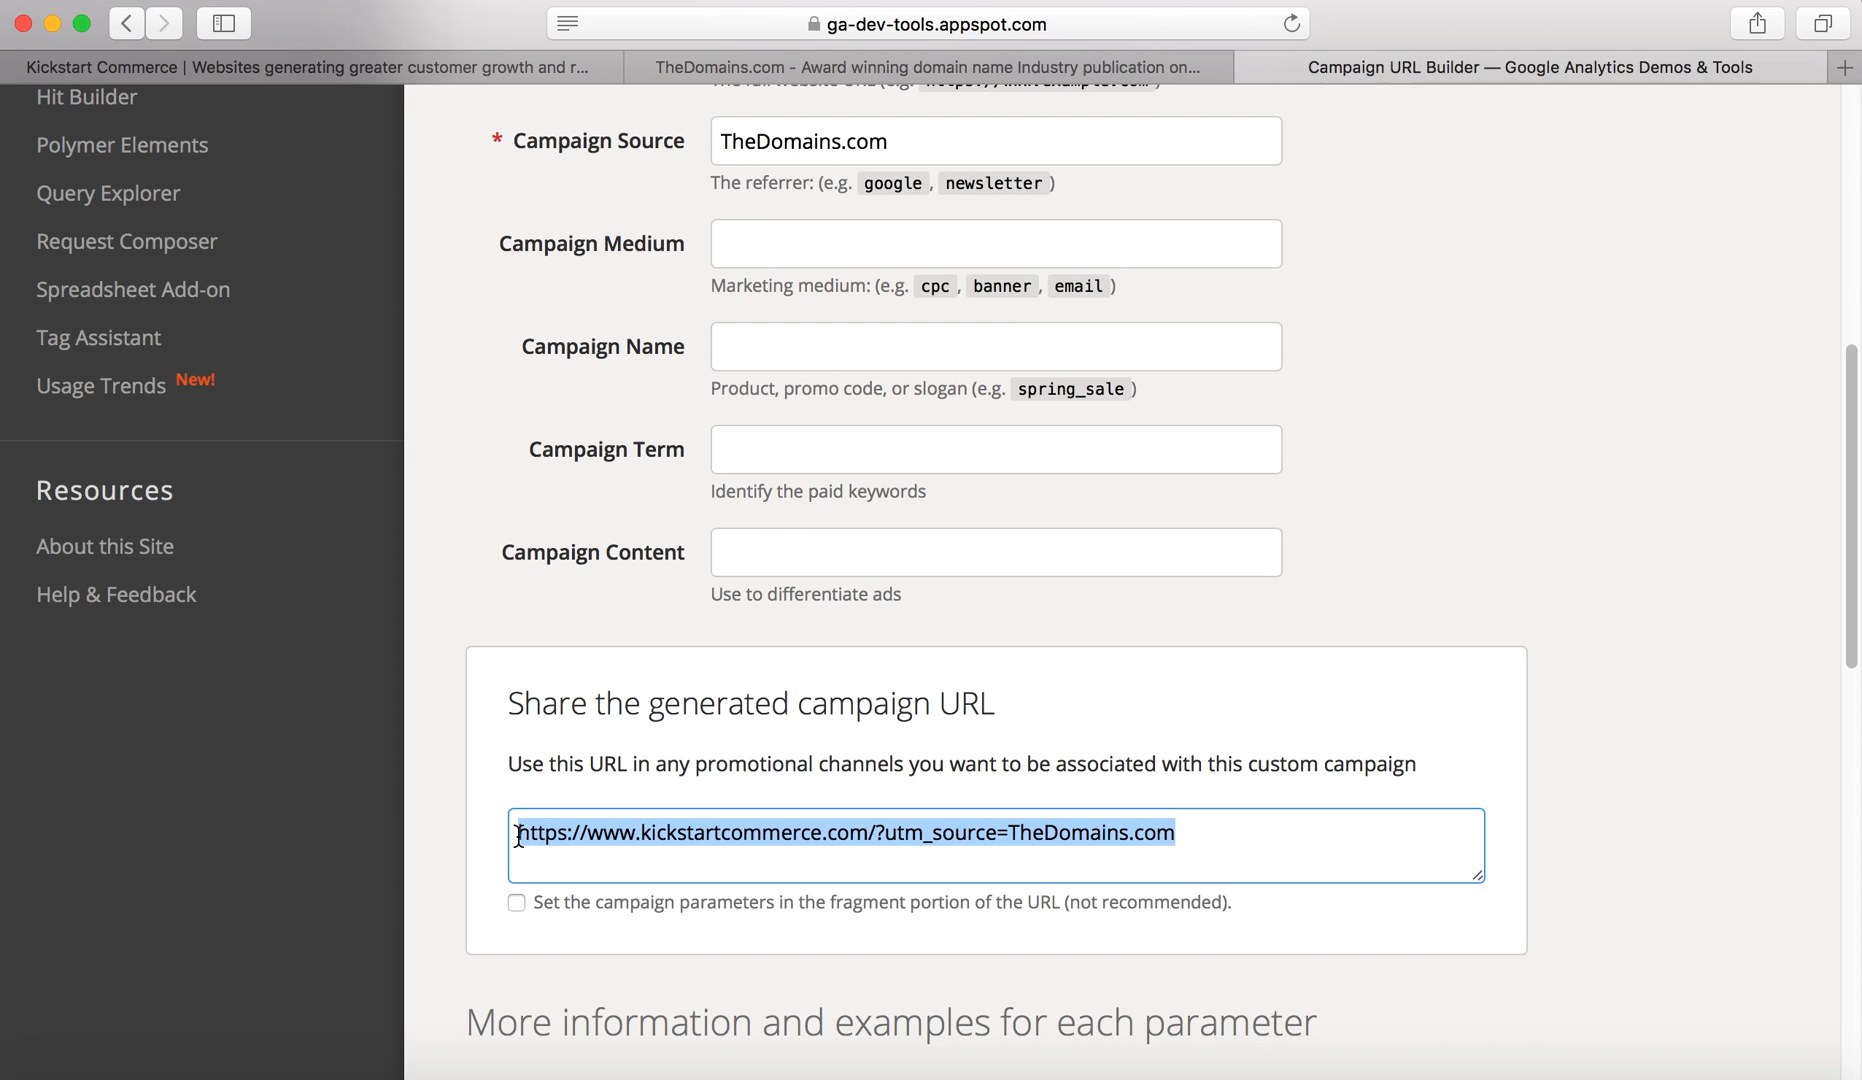 ga-dev-tools.appspot.com
Kickstart Commerce | Websites generating greater customer growth and r...
TheDomains.com - Award winning domain name Industry publication on...
Campaign URL Builder — Google Analytics Demos & Tools
Hit Builder
Polymer Elements
Query Explorer
Request Composer
Spreadsheet Add-on
Tag Assistant
Usage Trends New!
Resources
About this Site
Help & Feedback
* Campaign Source TheDomains.com
The referrer: (e.g. google , newsletter )
Campaign Medium
Marketing medium: (e.g. cpc , banner , email )
Campaign Name
Product, promo code, or slogan (e.g. spring_sale )
Campaign Term
Identify the paid keywords
Campaign Content
Use to differentiate ads
Share the generated campaign URL
Use this URL in any promotional channels you want to be associated with this custom campaign
https://www.kickstartcommerce.com/?utm_source=TheDomains.com
Set the campaign parameters in the fragment portion of the URL (not recommended).
More information and examples for each parameter